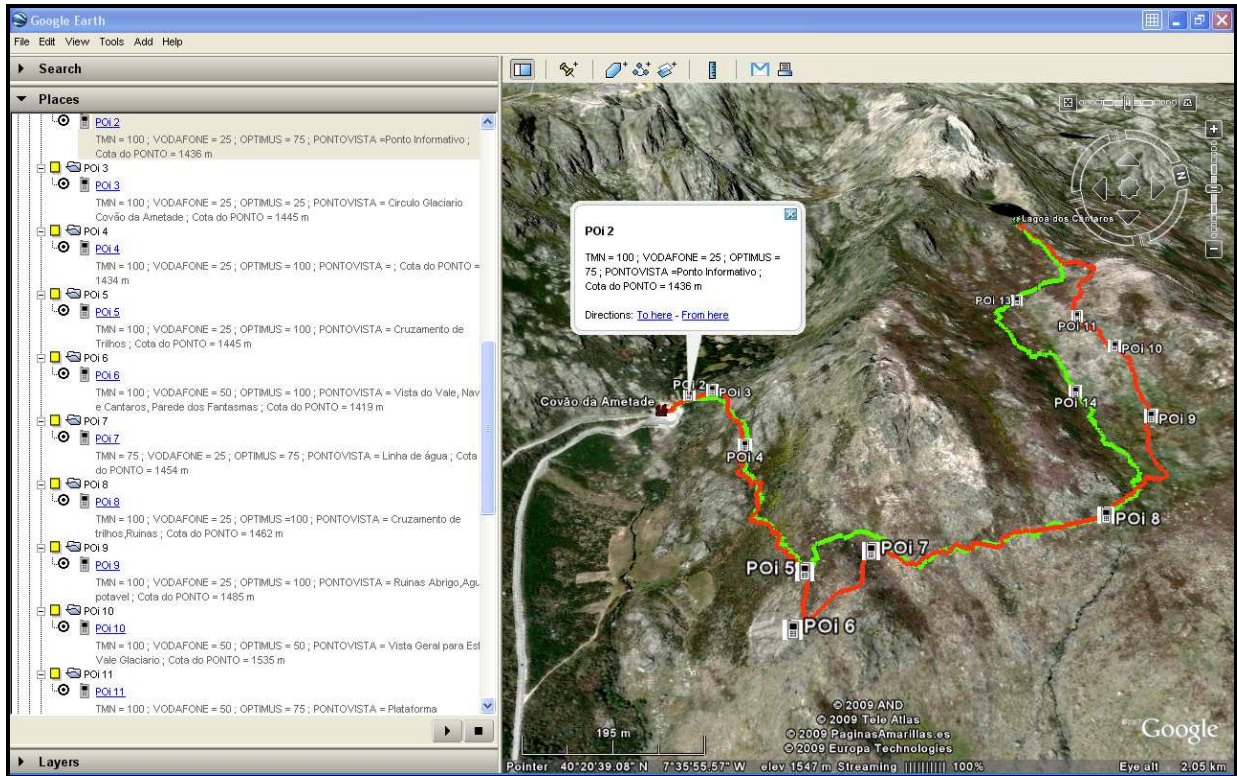 Google Earth
File Edit View Tools Add Help
Search
Places
POi 2
TMN = 100 ; VODAFONE = 25 ; OPTIMUS = 75 ; PONTOVISTA =Ponto Informativo ;
Cota do PONTO = 1436 m
POi 3
POi 3
TMN = 100 ; VODAFONE = 25 ; OPTIMUS = 25 ; PONTOVISTA = Circulo Glaciario
Covão da Ametade ; Cota do PONTO = 1445 m
POi 4
POi 4
TMN = 100 ; VODAFONE = 25 ; OPTIMUS = 100 ; PONTOVISTA = ; Cota do PONTO =
1434 m
POi 5
POi 5
TMN = 100 ; VODAFONE = 25 ; OPTIMUS = 100 ; PONTOVISTA = Cruzamento de
Trilhos ; Cota do PONTO = 1445 m
POi 6
POi 6
TMN = 100 ; VODAFONE = 50 ; OPTIMUS = 100 ; PONTOVISTA = Vista do Vale, Nav
e Cantaros, Parede dos Fantasmas ; Cota do PONTO = 1419 m
POi 7
POi 7
TMN = 75 ; VODAFONE = 25 ; OPTIMUS = 75 ; PONTOVISTA = Linha de água ; Cota
do PONTO = 1454 m
POi 8
POi 8
TMN = 100 ; VODAFONE = 25 ; OPTIMUS =100 ; PONTOVISTA = Cruzamento de
trilhos,Ruinas ; Cota do PONTO = 1462 m
POi 9
POi 9
TMN = 100 ; VODAFONE = 25 ; OPTIMUS = 100 ; PONTOVISTA = Ruinas Abrigo,Agu
potavel ; Cota do PONTO = 1485 m
POi 10
POi 10
TMN = 100 ; VODAFONE = 50 ; OPTIMUS = 50 ; PONTOVISTA = Vista Geral para Est
Vale Glaciario ; Cota do PONTO = 1535 m
POi 11
POi 11
TMN = 100 ; VODAFONE = 50 ; OPTIMUS = 75 ; PONTOVISTA = Plataforma
Layers
POi 2
TMN = 100 ; VODAFONE = 25 ; OPTIMUS =
75 ; PONTOVISTA =Ponto Informativo ;
Cota do PONTO = 1436 m
Directions: To here - From here
N
Lagoa dos Cântaros
POi 13
POi 11
POi 10
POi 2
POi 3
Covão da Ametade
POi 14
POi 9
POi 4
POi 8
POi 7
POi 5
POi 6
195 m
© 2009 AND
© 2009 Tele Atlas
© 2009 PaginasAmarillas.es
© 2009 Europa Technologies
Google
Pointer 40°20'39.08" N 7°35'55.57" W elev 1547 m Streaming |||||||||| 100% Eye alt 2.05 km